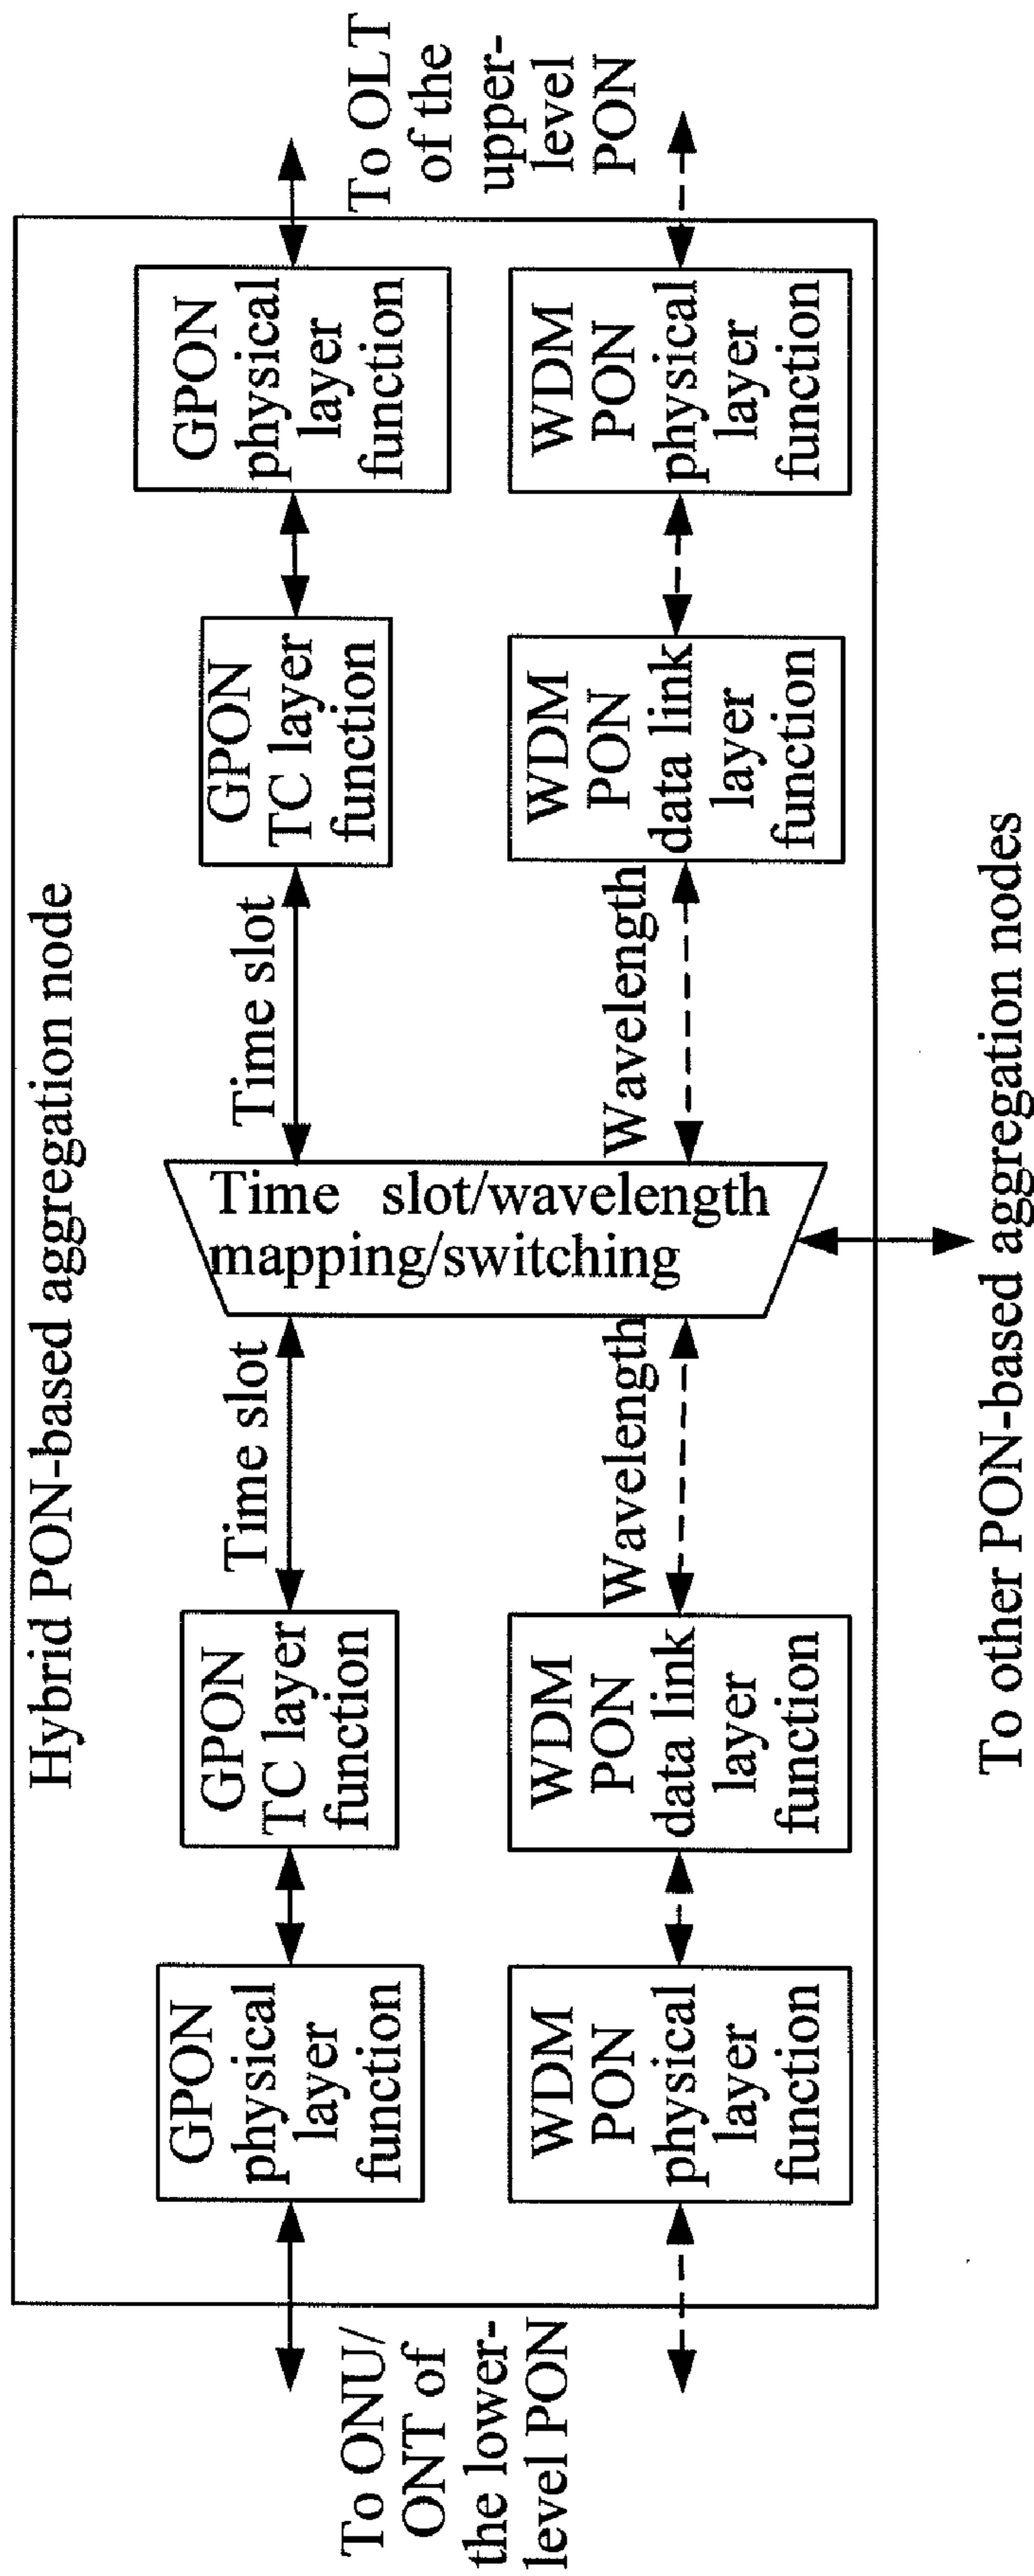 Hybrid PON-based aggregation node
To ONU/
ONT of
the lower-
level PON
GPON
physical
layer
function
GPON
TC layer
function
Time slot
Time slot/wavelength
mapping/switching
Time slot
GPON
TC layer
function
GPON
physical
layer
function
To OLT
of the
upper-
level
PON
WDM
PON
physical
layer
function
WDM
PON
data link
layer
function
Wavelength
Wavelength
WDM
PON
data link
layer
function
WDM
PON
physical
layer
function
To other PON-based aggregation nodes